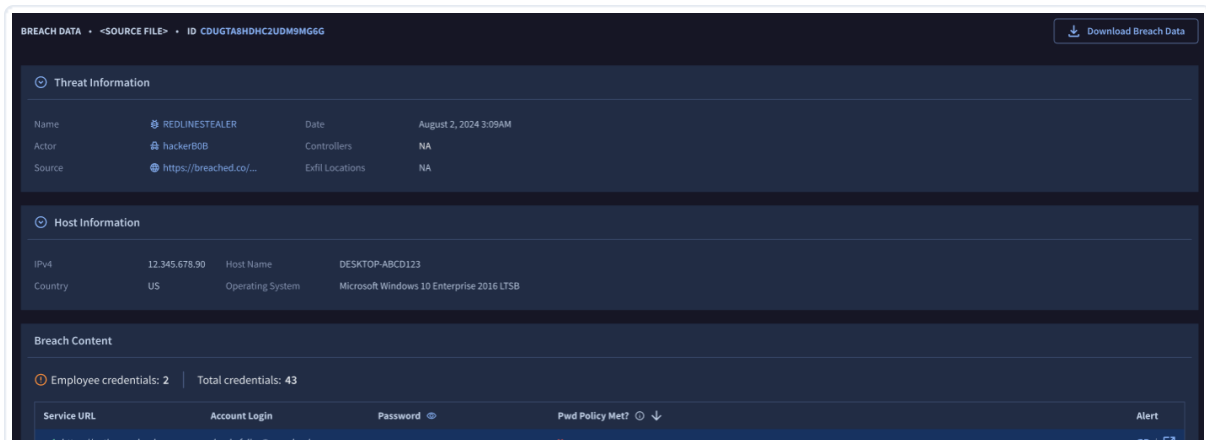 BREACH DATA • <SOURCE FILE> • ID CDUGTA8HDHC2UDM9MG6G Download Breach Data
Threat Information
Name REDLINESTEALER Date August 2, 2024 3:09AM
Actor hackerB0B Controllers NA
Source https://breached.co/... Exfil Locations NA
Host Information
IPv4 12.345.678.90 Host Name DESKTOP-ABCD123
Country US Operating System Microsoft Windows 10 Enterprise 2016 LTSB
Breach Content
Employee credentials: 2 Total credentials: 43
Service URL Account Login Password Pwd Policy Met? Alert